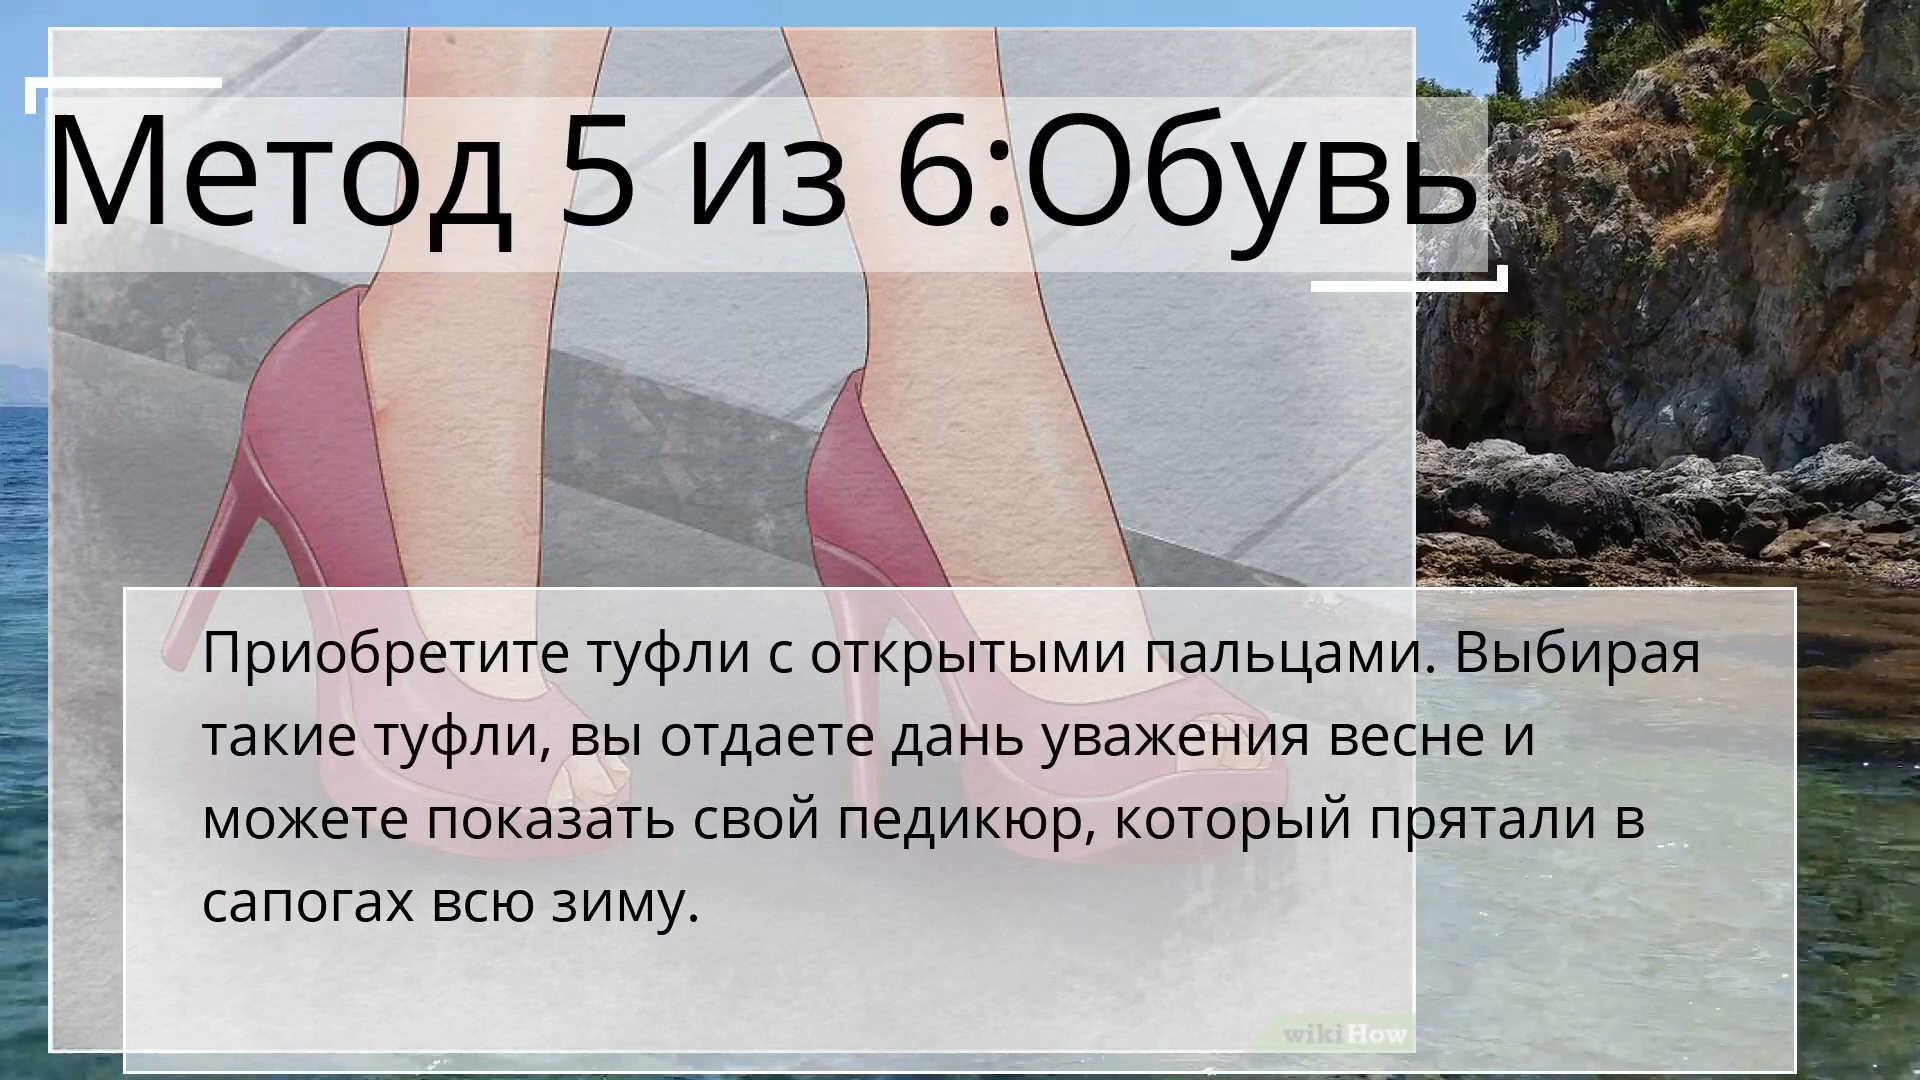 Метод 5 из 6:Обувь
Приобретите туфли с открытыми пальцами. Выбирая
такие туфли, вы отдаете дань уважения весне и
можете показать свой педикюр, который прятали в
сапогах всю зиму.
wikiHow